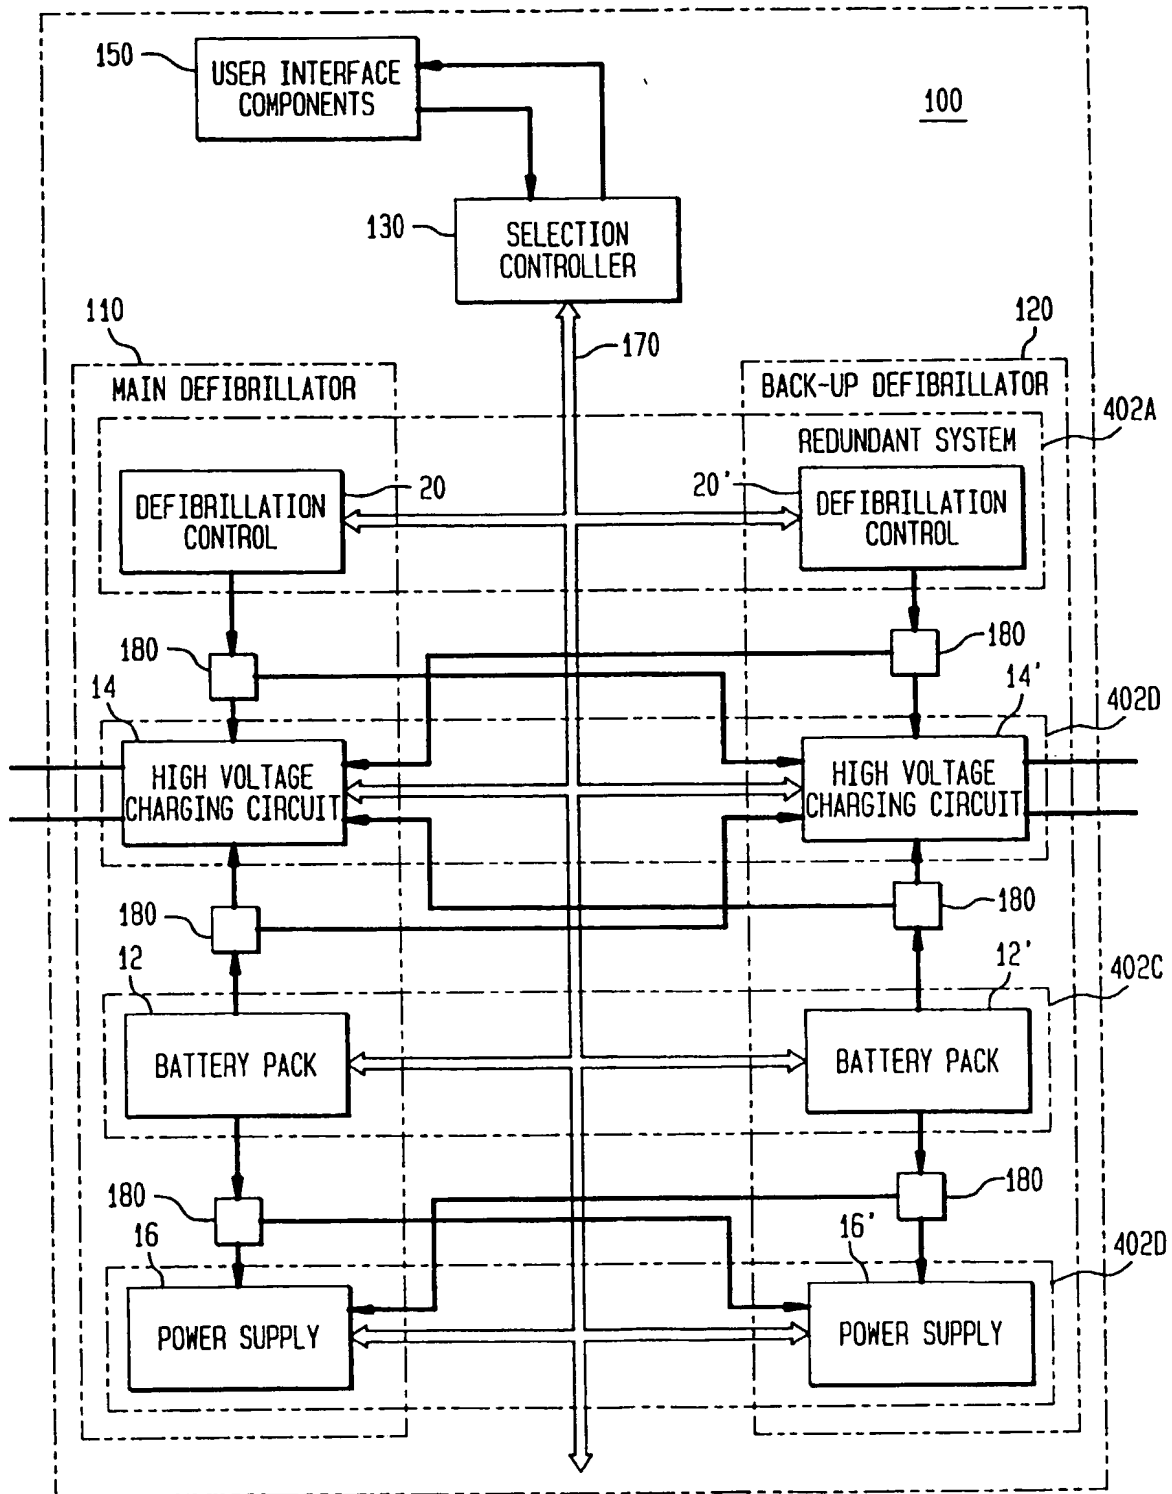 150
USER INTERFACE
COMPONENTS
100
130
SELECTION
CONTROLLER
110
120
170
MAIN DEFIBRILLATOR
BACK-UP DEFIBRILLATOR
402A
REDUNDANT SYSTEM
20
20'
DEFIBRILLATION
CONTROL
DEFIBRILLATION
CONTROL
180
180
14
14'
402D
HIGH VOLTAGE
CHARGING CIRCUIT
HIGH VOLTAGE
CHARGING CIRCUIT
180
180
12
12'
402C
BATTERY PACK
BATTERY PACK
180
180
16
16'
402D
POWER SUPPLY
POWER SUPPLY